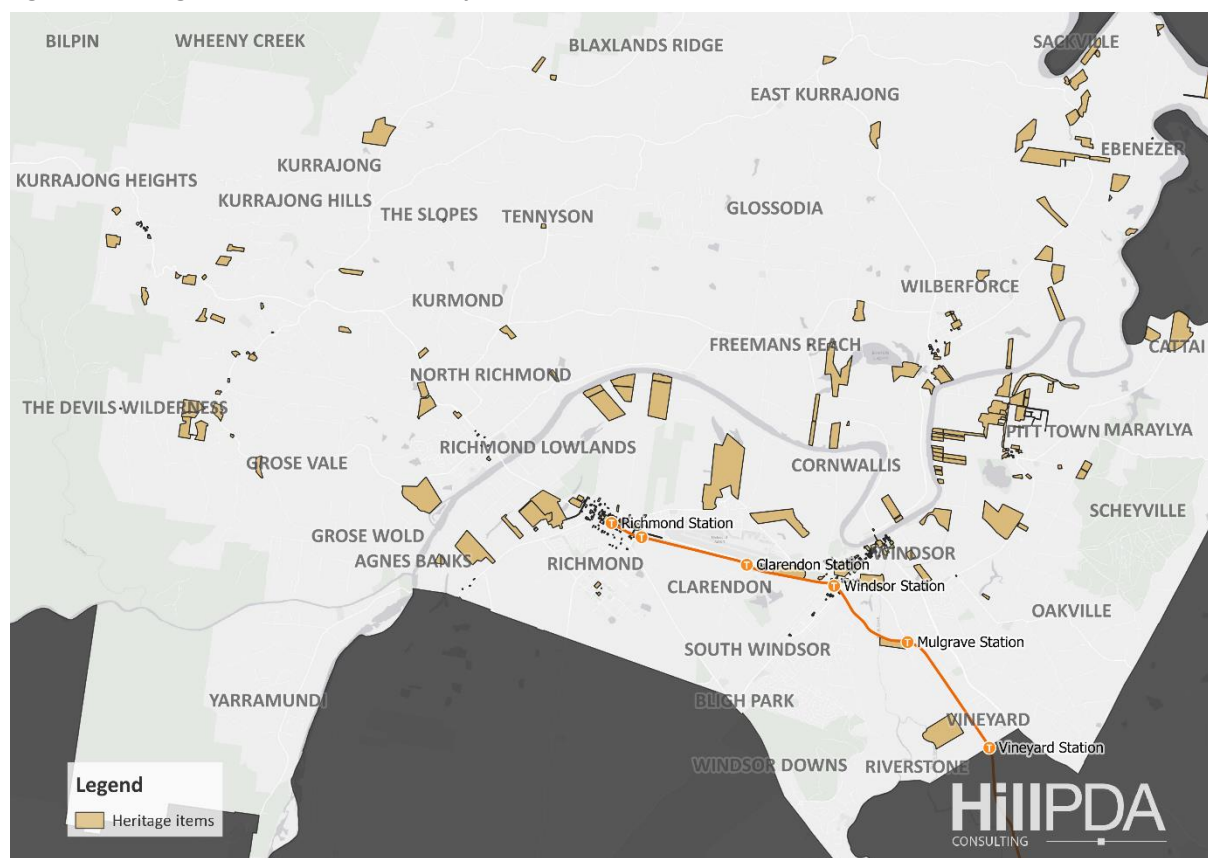 BILPIN
WHEENY CREEK
BLAXLANDS RIDGE
SACKVILLE
EAST KURRAJONG
EBENEZER
KURRAJONG
KURRAJONG HEIGHTS
KURRAJONG HILLS
THE SLOPES
TENNYSON
GLOSSODIA
WILBERFORCE
KURMOND
FREEMANS REACH
CATTAI
NORTH RICHMOND
THE DEVILS WILDERNESS
PITT TOWN
MARAYLYA
RICHMOND LOWLANDS
GROSE VALE
CORNWALLIS
SCHEYVILLE
Richmond Station
GROSE WOLD
AGNES BANKS
RICHMOND
WINDSOR
Clarendon Station
CLARENDON
Windsor Station
OAKVILLE
SOUTH WINDSOR
Mulgrave Station
YARRAMUNDI
BLIGH PARK
VINEYARD
Vineyard Station
WINDSOR DOWNS
RIVERSTONE
Legend
Heritage items
HillPDA
CONSULTING